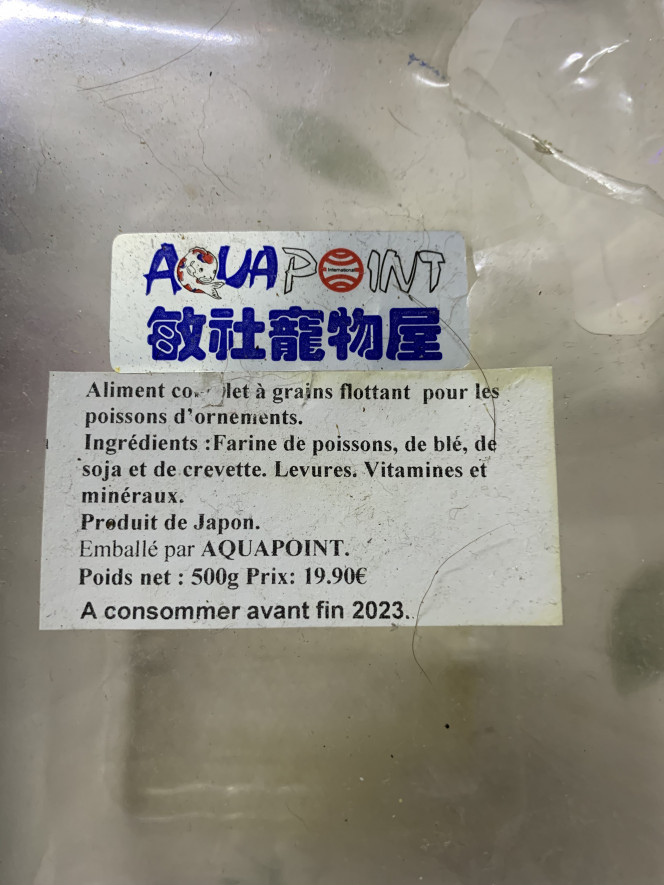 AQUAPOINT
International
敏社寵物屋
Aliment à grains flottant pour les
poissons d'ornements.
Ingrédients :Farine de poissons, de blé, de
soja et de crevette. Levures. Vitamines et
minéraux.
Produit de Japon.
Emballé par AQUAPOINT.
Poids net : 500g Prix: 19.90€
A consommer avant fin 2023.